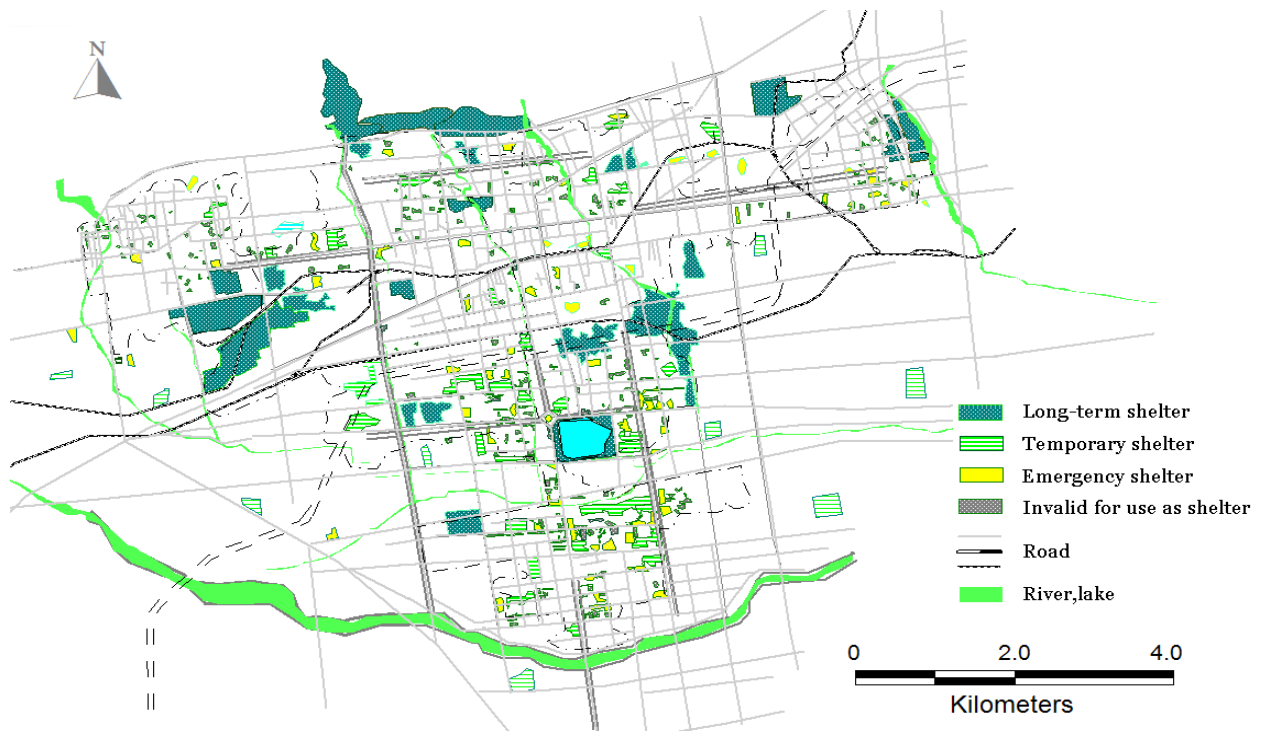 N
Long-term shelter
Temporary shelter
Emergency shelter
Invalid for use as shelter
Road
River,lake
0 2.0 4.0
Kilometers